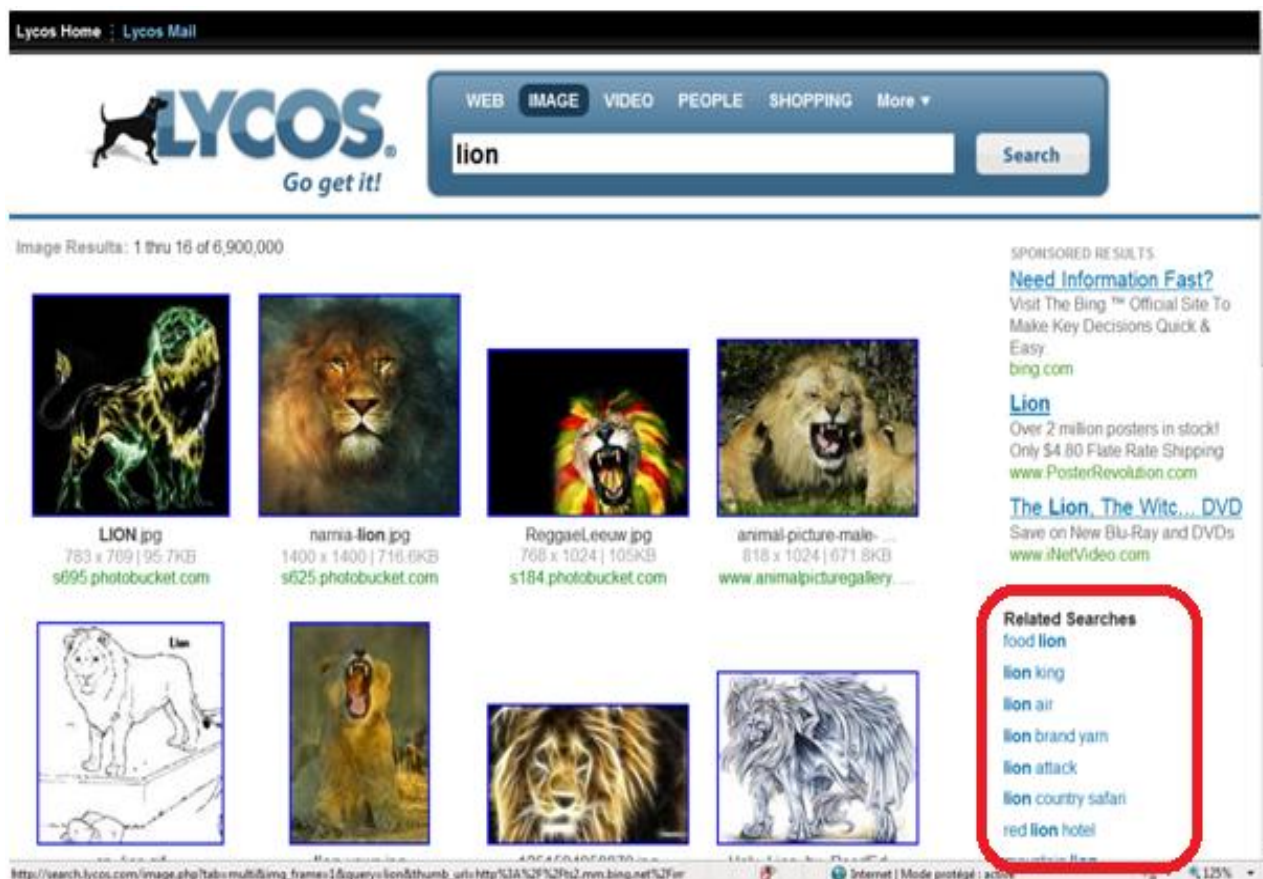 Lycos Home Lycos Mail
LYCOS®
Go get it!
WEB IMAGE VIDEO PEOPLE SHOPPING More ▾
lion
Search
Image Results: 1 thru 16 of 6,900,000
LION.jpg
783 x 769 | 95.7KB
s695.photobucket.com
narnia-lion.jpg
1400 x 1400 | 716.6KB
s625.photobucket.com
ReggaeLeeuw.jpg
768 x 1024 | 105KB
s184.photobucket.com
animal-picture-male- ...
818 x 1024 | 671.8KB
www.animalpicturegallery.....
Lion
SPONSORED RESULTS
Need Information Fast?
Visit The Bing ™ Official Site To
Make Key Decisions Quick &
Easy
bing.com
Lion
Over 2 million posters in stock!
Only $4.80 Flate Rate Shipping
www.PosterRevolution.com
The Lion, The Witc... DVD
Save on New Blu-Ray and DVDs
www.iNetVideo.com
Related Searches
food lion
lion king
lion air
lion brand yarn
lion attack
lion country safari
red lion hotel
mountain lion
Internet | Mode protégé : activé
125%